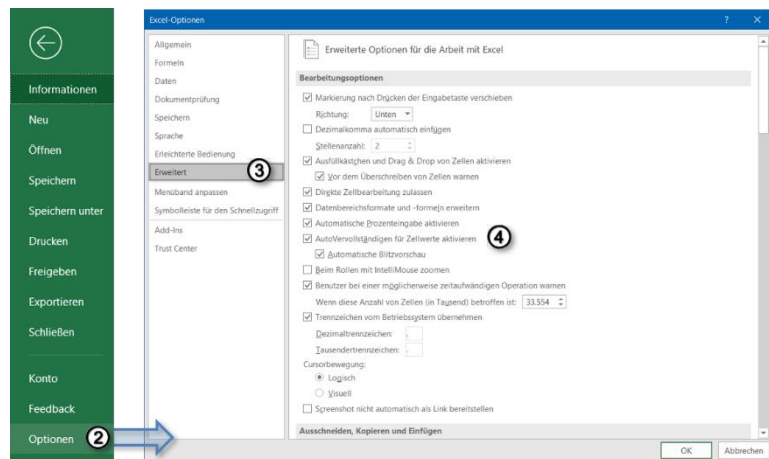 Informationen
Neu
Öffnen
Speichern
Speichern unter
Drucken
Freigeben
Exportieren
Schließen
Konto
Feedback
Optionen 2
Excel-Optionen ? ×
Allgemein
Formeln
Daten
Dokumentprüfung
Speichern
Sprache
Erleichterte Bedienung
Erweitert 3
Menüband anpassen
Symbolleiste für den Schnellzugriff
Add-Ins
Trust Center
Erweiterte Optionen für die Arbeit mit Excel
Bearbeitungsoptionen
Markierung nach Drücken der Eingabetaste verschieben
Richtung: Unten
Dezimalkomma automatisch einfügen
Stellenanzahl: 2
Ausfüllkästchen und Drag & Drop von Zellen aktivieren
Vor dem Überschreiben von Zellen warnen
Direkte Zellbearbeitung zulassen
Datenbereichsformate und -formeln erweitern
Automatische Prozenteingabe aktivieren
AutoVervollständigen für Zellwerte aktivieren 4
Automatische Blitzvorschau
Beim Rollen mit IntelliMouse zoomen
Benutzer bei einer möglicherweise zeitaufwändigen Operation warnen
Wenn diese Anzahl von Zellen (in Tausend) betroffen ist: 33.554
Trennzeichen vom Betriebssystem übernehmen
Dezimaltrennzeichen: ,
Tausendertrennzeichen: .
Cursorbewegung:
Logisch
Visuell
Screenshot nicht automatisch als Link bereitstellen
Ausschneiden, Kopieren und Einfügen
OK Abbrechen